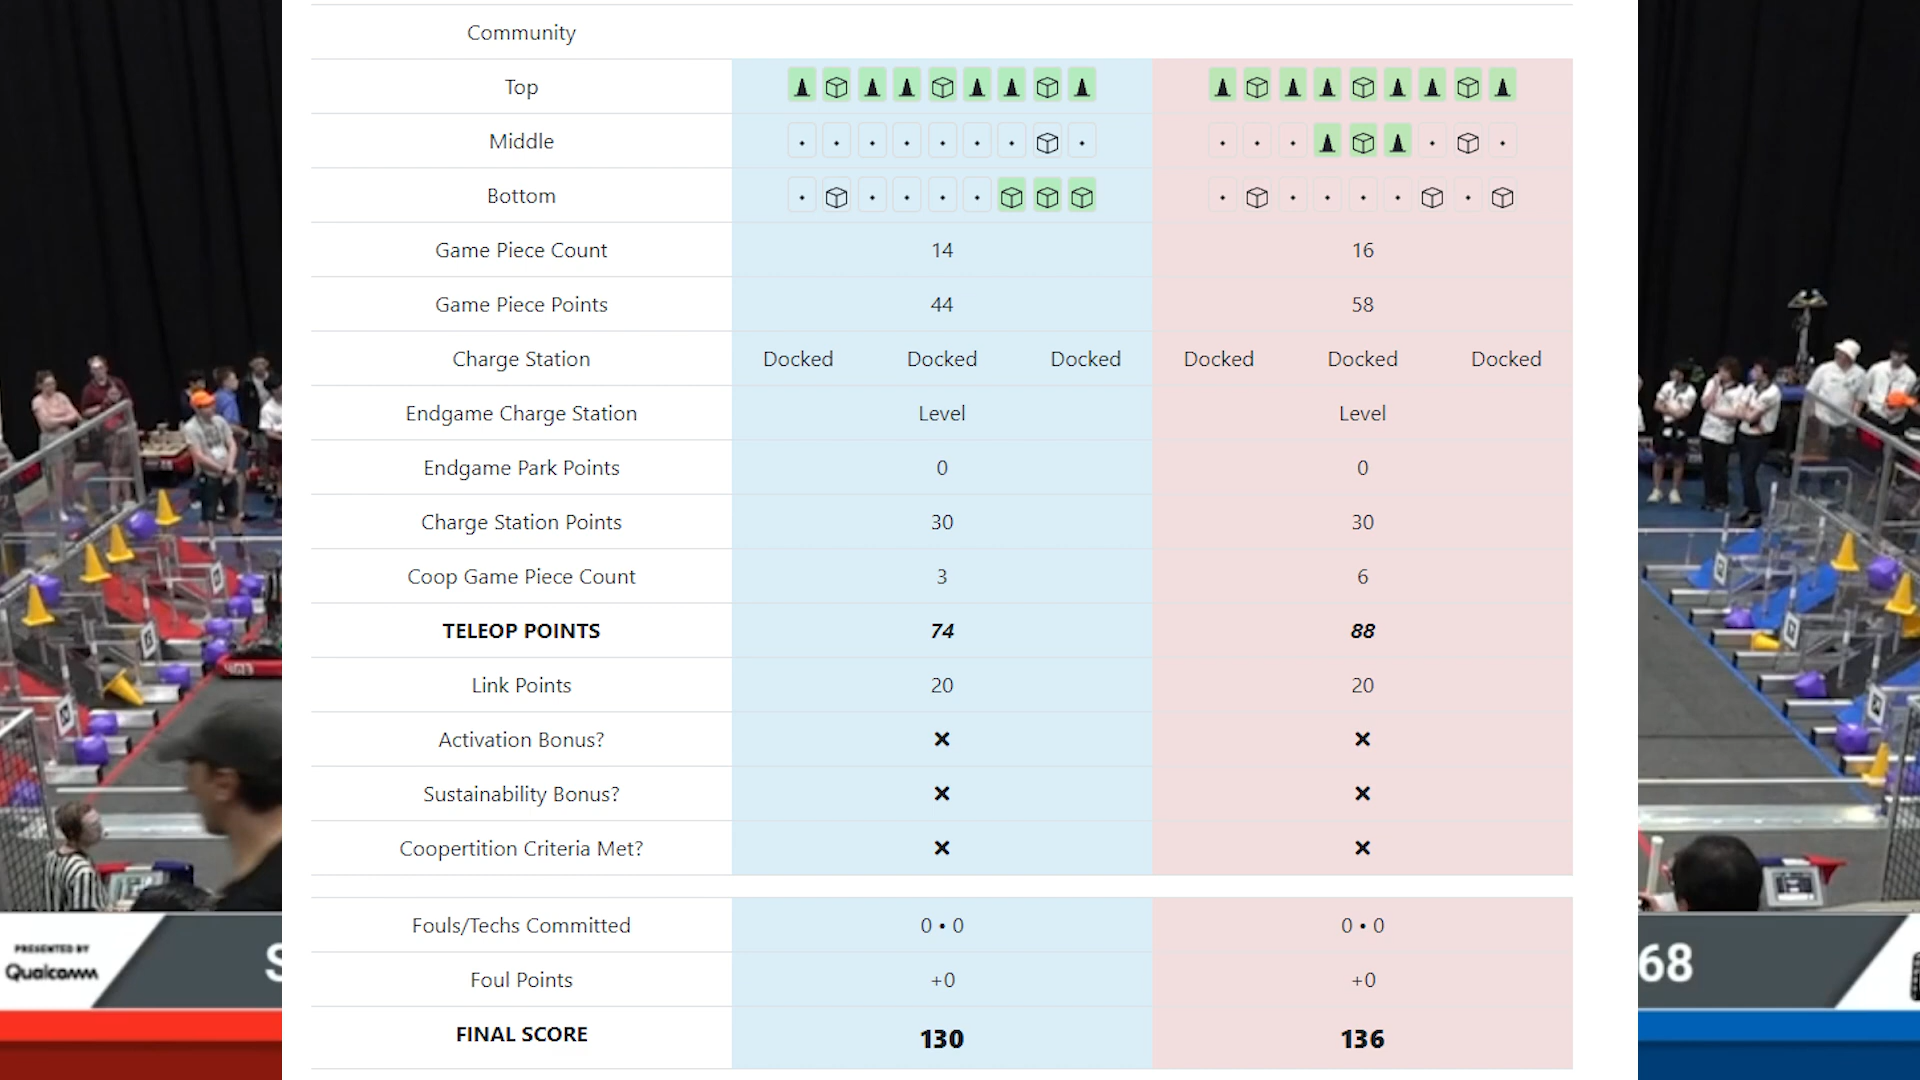 Community
Top
Middle
Bottom
Game Piece Count 14 16
Game Piece Points 44 58
Charge Station Docked Docked Docked Docked Docked Docked
Endgame Charge Station Level Level
Endgame Park Points 0 0
Charge Station Points 30 30
Coop Game Piece Count 3 6
TELEOP POINTS 74 88
Link Points 20 20
Activation Bonus? × ×
Sustainability Bonus? × ×
Coopertition Criteria Met? × ×
Fouls/Techs Committed 0 • 0 0 • 0
Foul Points +0 +0
FINAL SCORE 130 136
PRESENTED BY
Qualcomm
S
68